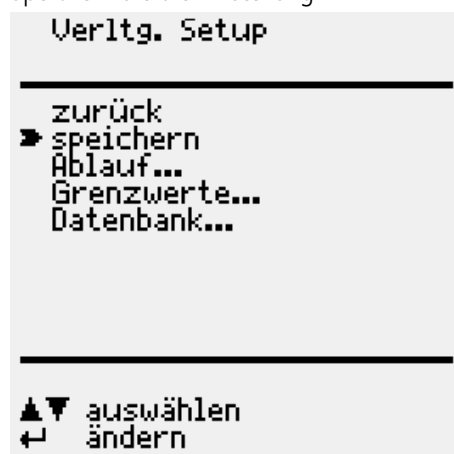 Verltg. Setup
zurück
speichern
Ablauf...
Grenzwerte...
Datenbank...
auswählen
ändern